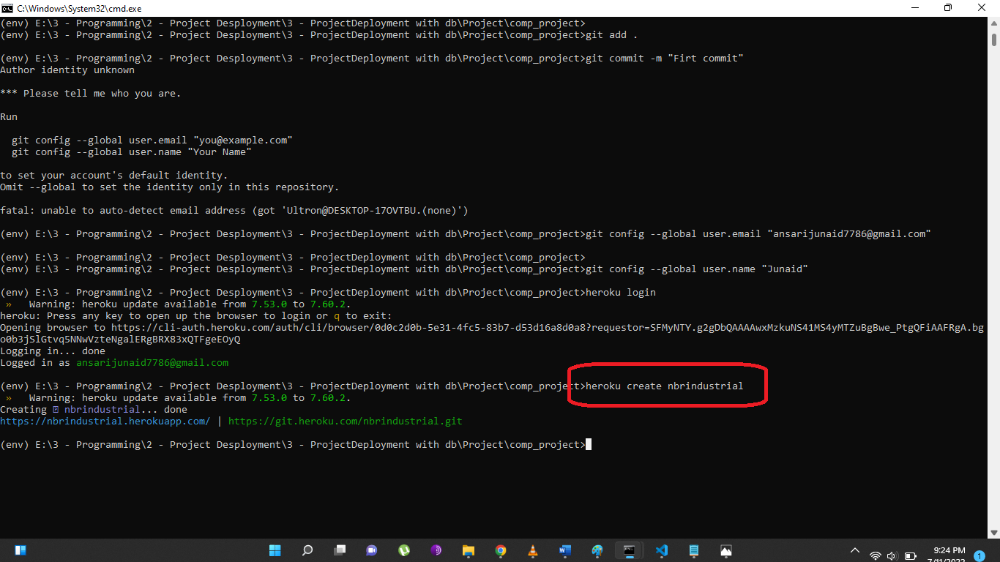 C:\Windows\System32\cmd.exe
(env) E:\3 - Programming\2 - Project Desployment\3 - ProjectDeployment with db\Project\comp_project>
(env) E:\3 - Programming\2 - Project Desployment\3 - ProjectDeployment with db\Project\comp_project>git add .
(env) E:\3 - Programming\2 - Project Desployment\3 - ProjectDeployment with db\Project\comp_project>git commit -m "Firt commit"
Author identity unknown
*** Please tell me who you are.
Run
git config --global user.email "you@example.com"
git config --global user.name "Your Name"
to set your account's default identity.
Omit --global to set the identity only in this repository.
fatal: unable to auto-detect email address (got 'Ultron@DESKTOP-17OVTBU.(none)')
(env) E:\3 - Programming\2 - Project Desployment\3 - ProjectDeployment with db\Project\comp_project>git config --global user.email "ansarijunaid7786@gmail.com"
(env) E:\3 - Programming\2 - Project Desployment\3 - ProjectDeployment with db\Project\comp_project>
(env) E:\3 - Programming\2 - Project Desployment\3 - ProjectDeployment with db\Project\comp_project>git config --global user.name "Junaid"
(env) E:\3 - Programming\2 - Project Desployment\3 - ProjectDeployment with db\Project\comp_project>heroku login
» Warning: heroku update available from 7.53.0 to 7.60.2.
heroku: Press any key to open up the browser to login or q to exit:
Opening browser to https://cli-auth.heroku.com/auth/cli/browser/0d0c2d0b-5e31-4fc5-83b7-d53d16a8d0a8?requestor=SFMyNTY.g2gDbQAAAAwxMzkuNS41MS4yMTZuBgBwe_PtgQFiAAFRgA.bg
o0b3jSlGtvq5NNwVzteNgalERgBRX83xQTFgeEOyQ
Logging in... done
Logged in as ansarijunaid7786@gmail.com
(env) E:\3 - Programming\2 - Project Desployment\3 - ProjectDeployment with db\Project\comp_project>heroku create nbrindustrial
» Warning: heroku update available from 7.53.0 to 7.60.2.
Creating ⍰ nbrindustrial... done
https://nbrindustrial.herokuapp.com/ | https://git.heroku.com/nbrindustrial.git
(env) E:\3 - Programming\2 - Project Desployment\3 - ProjectDeployment with db\Project\comp_project>
9:24 PM
1